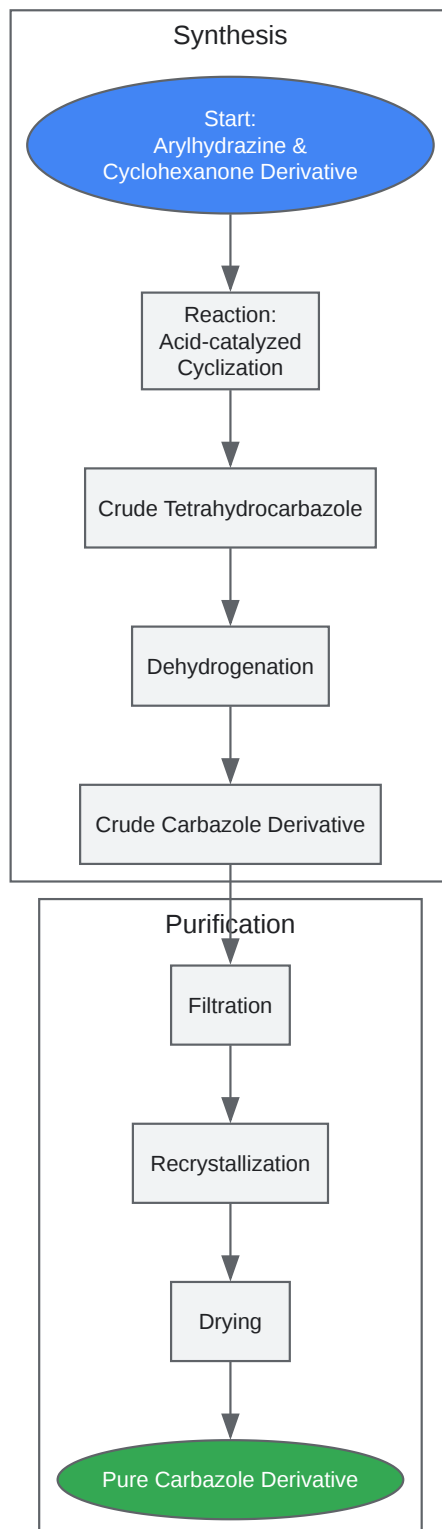 Synthesis
Start:
Arylhydrazine &
Cyclohexanone Derivative
Reaction:
Acid-catalyzed
Cyclization
Crude Tetrahydrocarbazole
Dehydrogenation
Crude Carbazole Derivative
Purification
Filtration
Recrystallization
Drying
Pure Carbazole Derivative